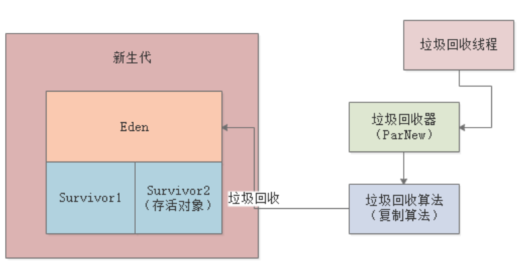 垃圾回收线程
新生代
Eden
垃圾回收器
（ParNew）
Survivor1
Survivor2
（存活对象）
垃圾回收
垃圾回收算法
（复制算法）